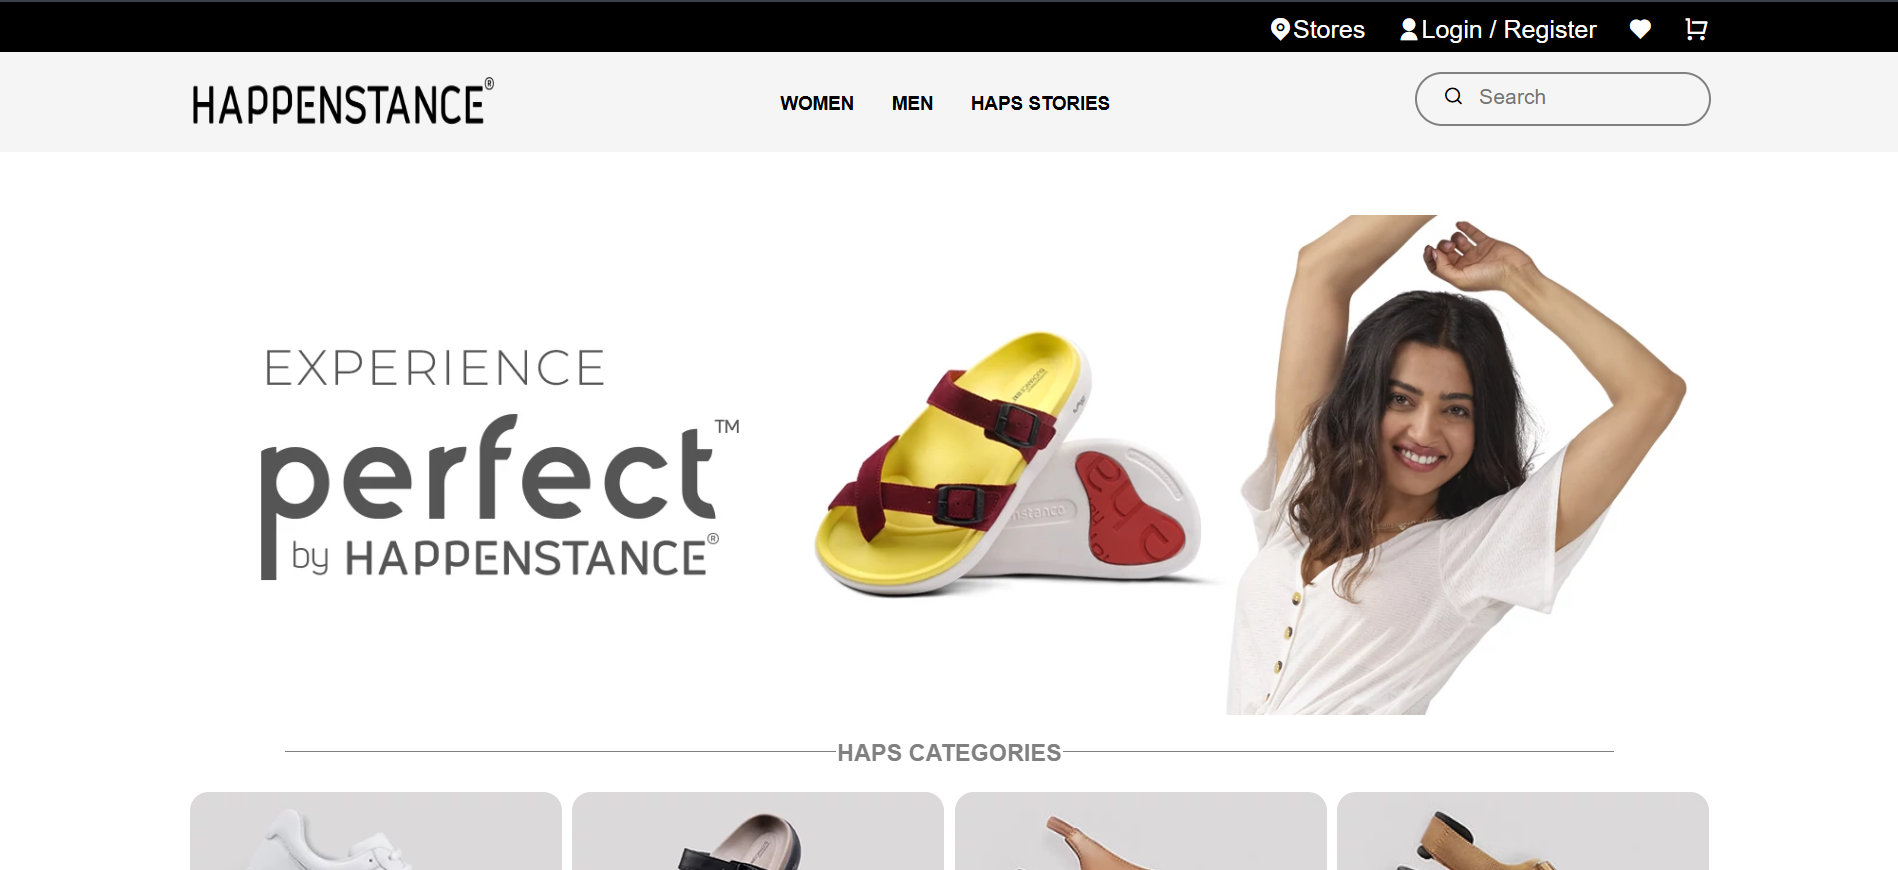 Stores Login / Register
HAPPENSTANCE®
WOMEN MEN HAPS STORIES
Search
EXPERIENCE
perfect™
by HAPPENSTANCE®
HAPS CATEGORIES